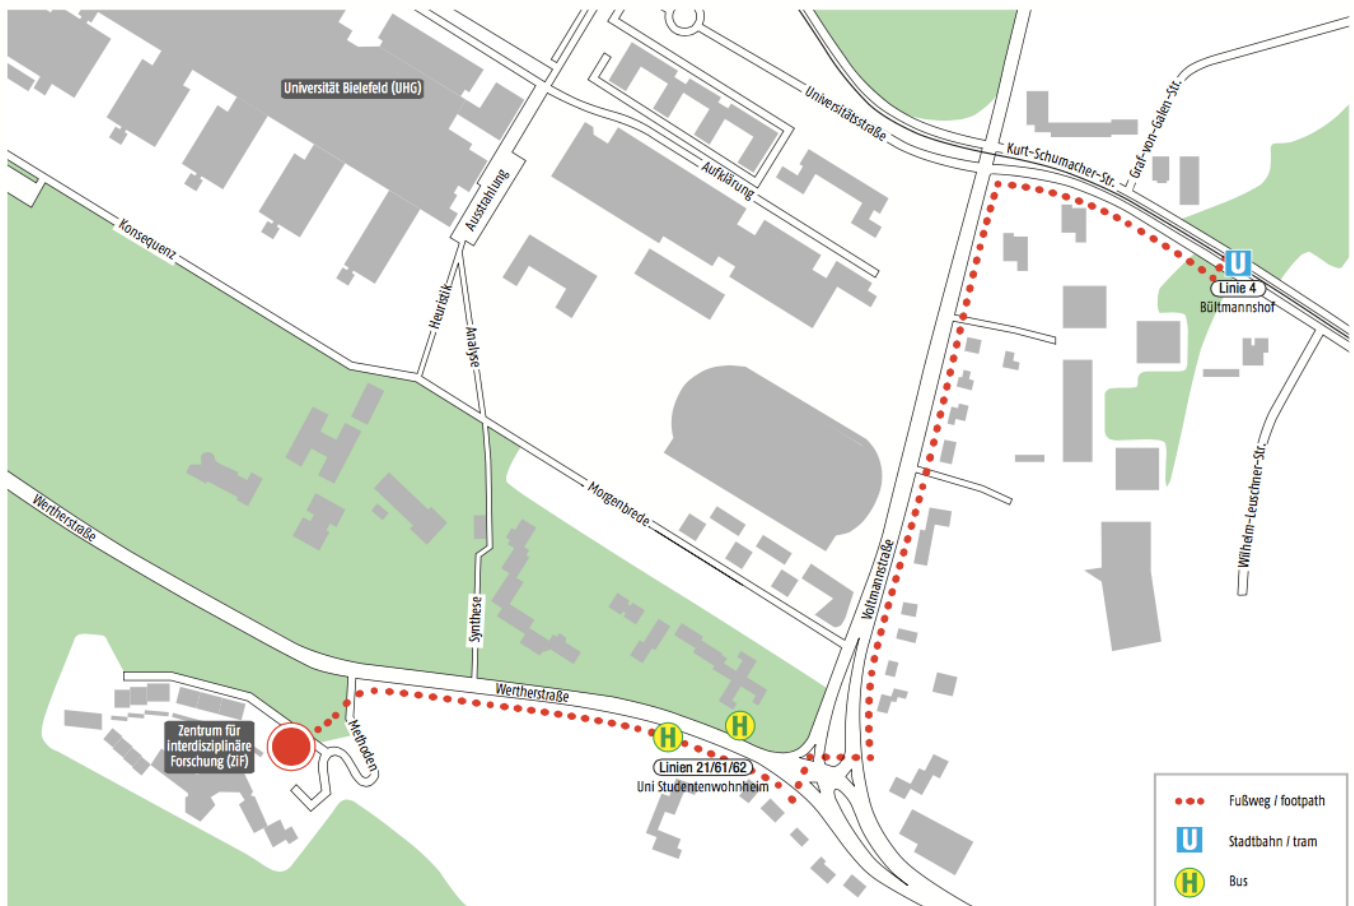 Universität Bielefeld (UHG)
Universitätsstraße
Kurt-Schumacher-Str.
Graf-von-Galen-Str.
Aufklärung
Ausstrahlung
Konsequenz
Linie 4
Bültmannshof
Heuristik
Analyse
Wilhelm-Leuschner-Str.
Morgenbrede
Wertherstraße
Voltmannstraße
Synthese
Wertherstraße
Methoden
Zentrum für
interdisziplinäre
Forschung (ZiF)
H
H
Linien 21/61/62
Uni Studentenwohnheim
U
Fußweg / footpath
U
Stadtbahn / tram
H
Bus